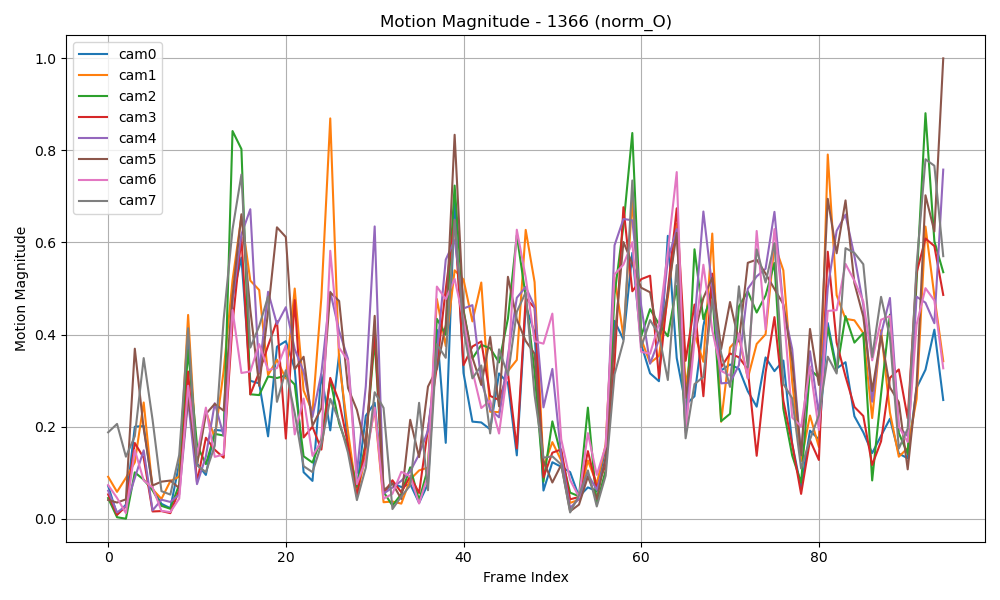 Motion Magnitude - 1366 (norm_O)
cam0
cam1
cam2
cam3
cam4
cam5
cam6
cam7
Motion Magnitude
1.0
0.8
0.6
0.4
0.2
0.0
0 20 40 60 80
Frame Index